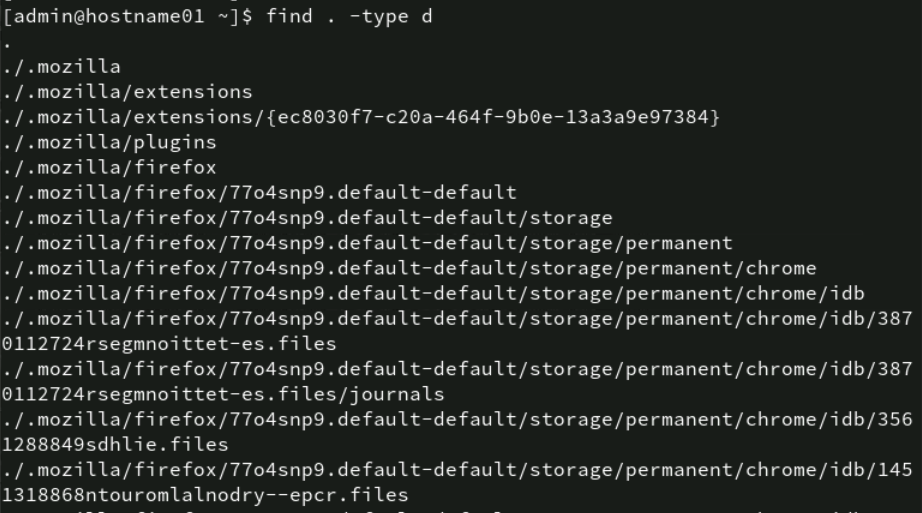 [admin@hostname01 ~]$ find . -type d
.
./.mozilla
./.mozilla/extensions
./.mozilla/extensions/{ec8030f7-c20a-464f-9b0e-13a3a9e97384}
./.mozilla/plugins
./.mozilla/firefox
./.mozilla/firefox/77o4snp9.default-default
./.mozilla/firefox/77o4snp9.default-default/storage
./.mozilla/firefox/77o4snp9.default-default/storage/permanent
./.mozilla/firefox/77o4snp9.default-default/storage/permanent/chrome
./.mozilla/firefox/77o4snp9.default-default/storage/permanent/chrome/idb
./.mozilla/firefox/77o4snp9.default-default/storage/permanent/chrome/idb/387
0112724rsegmnoittet-es.files
./.mozilla/firefox/77o4snp9.default-default/storage/permanent/chrome/idb/387
0112724rsegmnoittet-es.files/journals
./.mozilla/firefox/77o4snp9.default-default/storage/permanent/chrome/idb/356
1288849sdhlie.files
./.mozilla/firefox/77o4snp9.default-default/storage/permanent/chrome/idb/145
1318868ntouromlalnodry--epcr.files